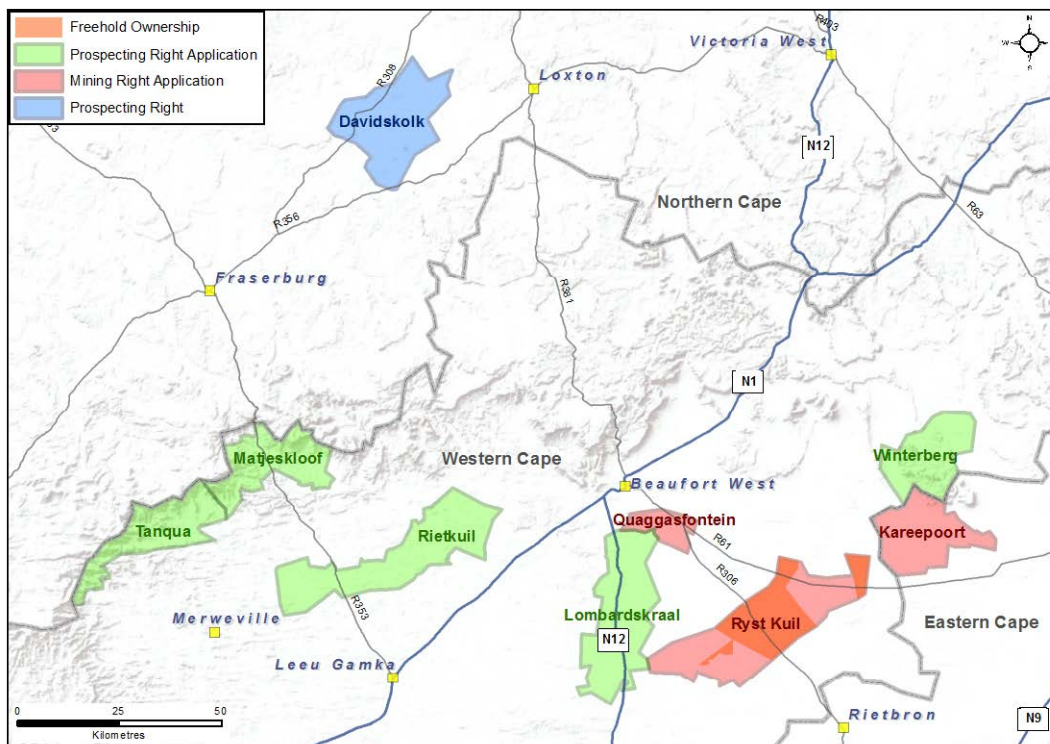 Freehold Ownership
Prospecting Right Application
Mining Right Application
Prospecting Right
R403
Victoria West
N
W
Loxton
R308
Davidskolk
N12
Northern Cape
R63
R356
Fraserburg
R381
N1
Matjeskloof
Western Cape
Winterberg
Beaufort West
Quaggasfontein
Tanqua
Rietkuil
Kareepoort
R61
R306
R353
Merweville
Lombardskraal
Ryst Kuil
Eastern Cape
N12
Leeu Gamka
Rietbron
N9
0 25 50
Kilometres